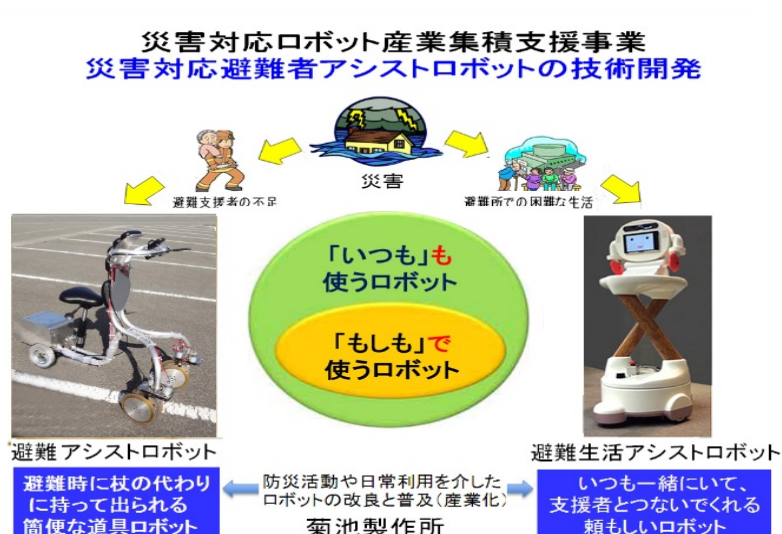 災害対応ロボット産業集積支援事業
災害対応避難者アシストロボットの技術開発
災害
避難支援者の不足
避難所での困難な生活
「いつも」も
使うロボット
「もしも」で
使うロボット
避難アシストロボット
避難生活アシストロボット
避難時に杖の代わり
に持って出られる
簡便な道具ロボット
防災活動や日常利用を介した
ロボットの改良と普及(産業化)
菊池製作所
いつも一緒にいて、
支援者とつないでくれる
頼もしいロボット